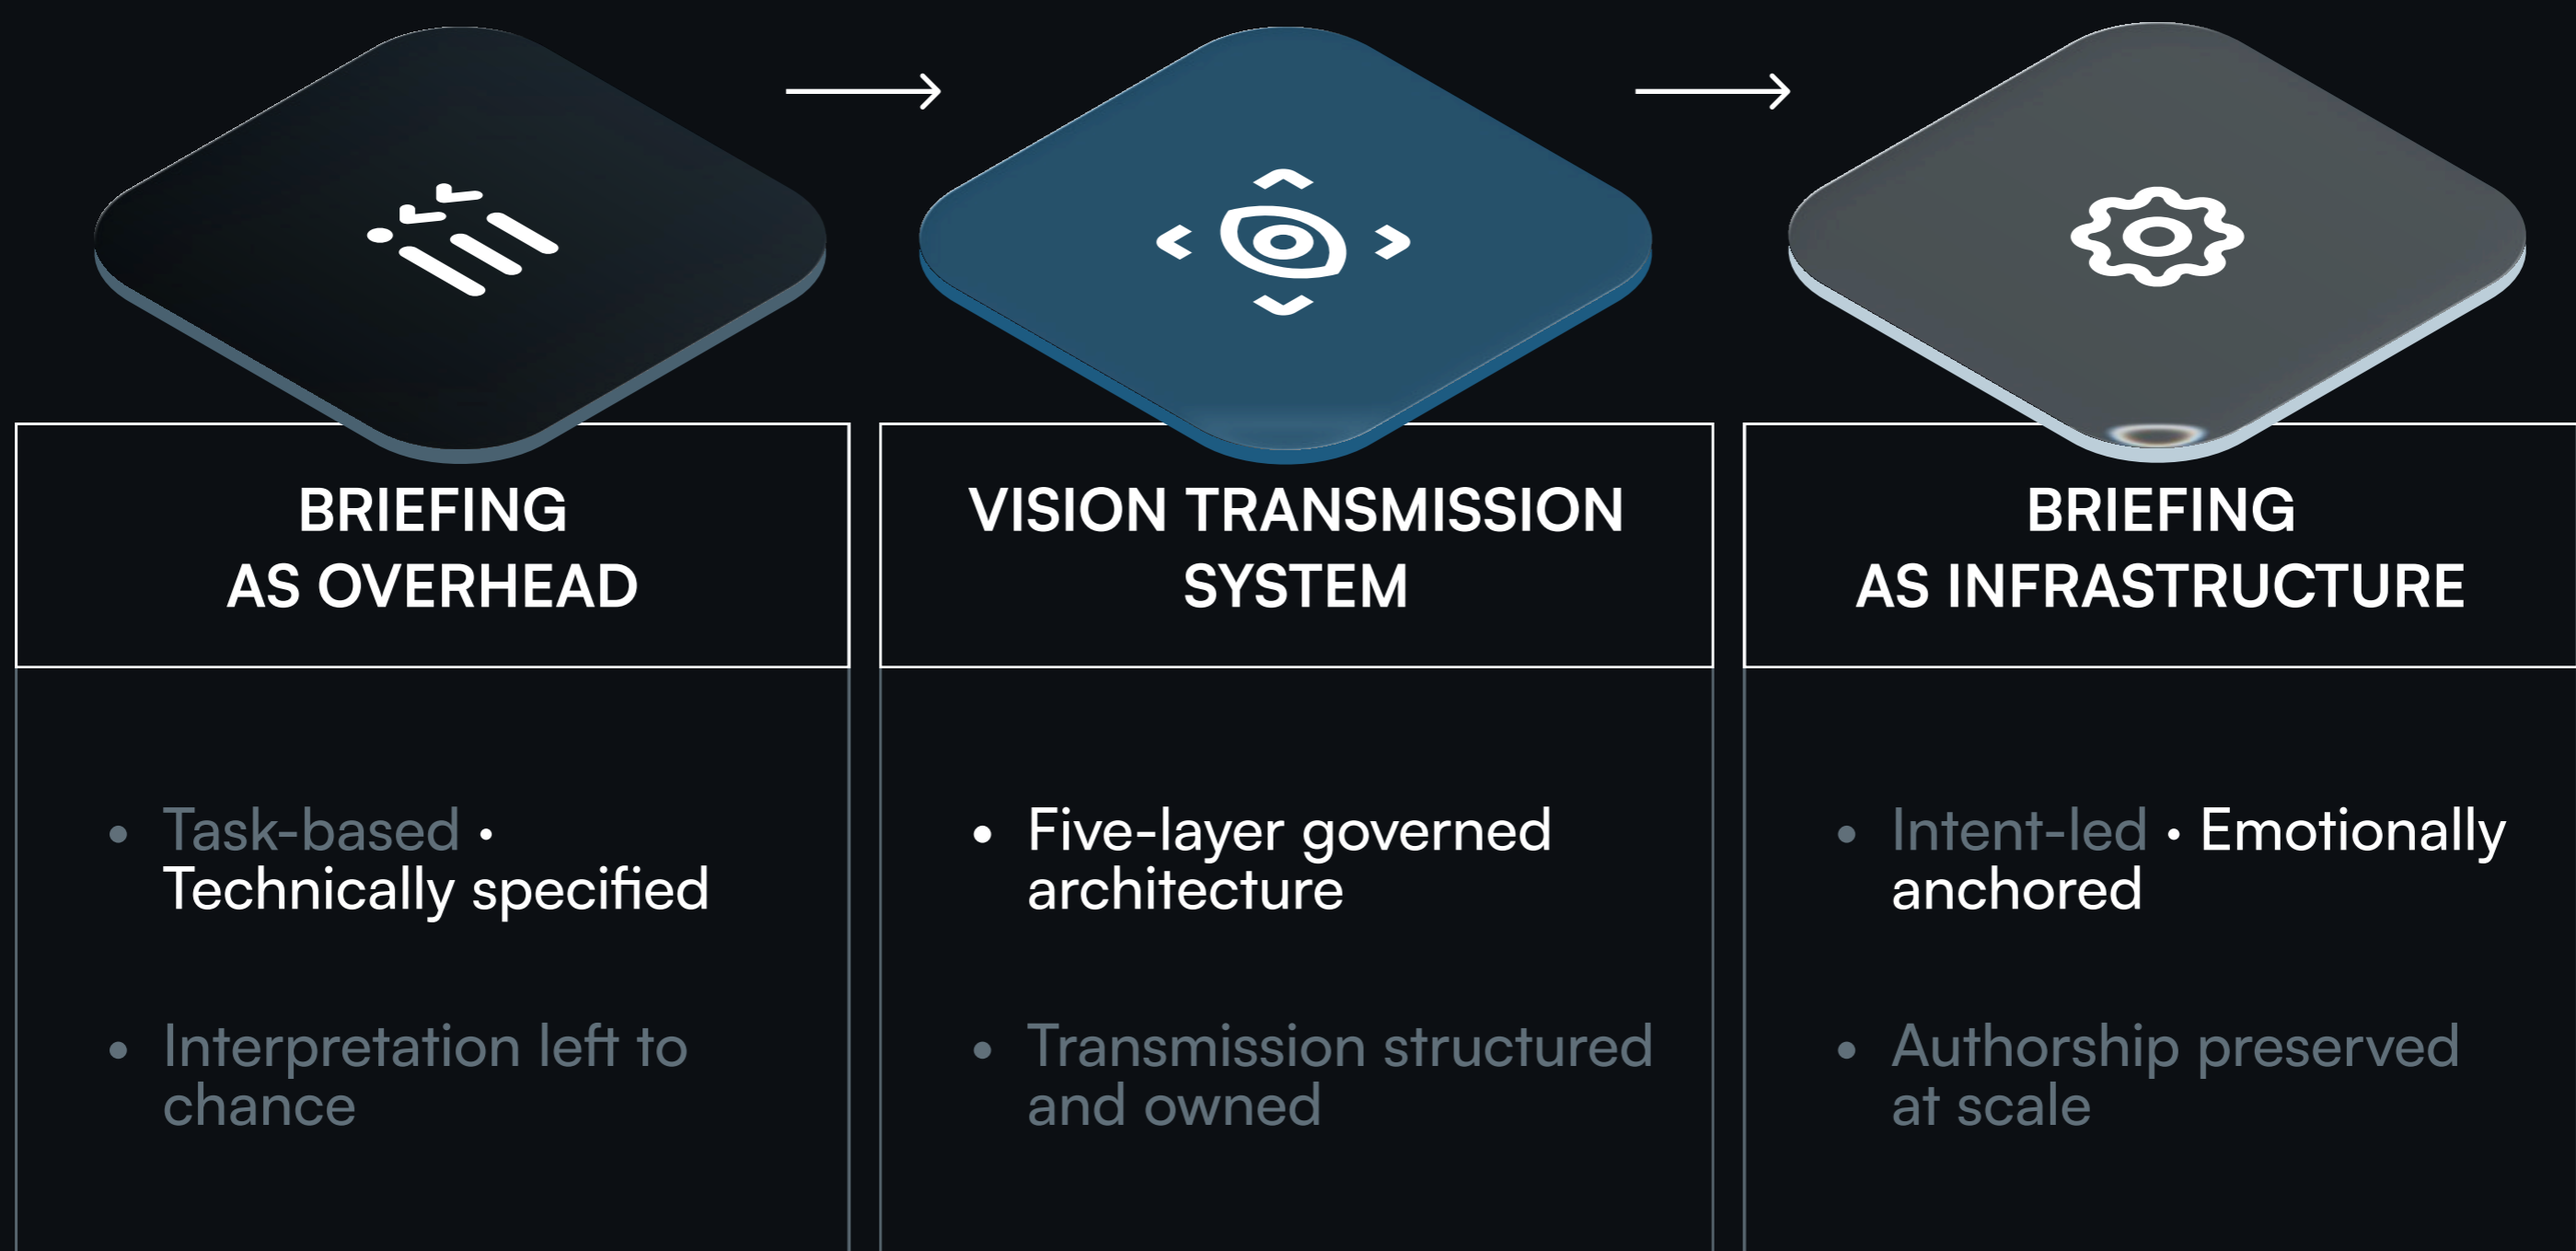 BRIEFING
AS OVERHEAD
• Task-based •
Technically specified
• Interpretation left to
chance
VISION TRANSMISSION
SYSTEM
• Five-layer governed
architecture
• Transmission structured
and owned
BRIEFING
AS INFRASTRUCTURE
• Intent-led • Emotionally
anchored
• Authorship preserved
at scale